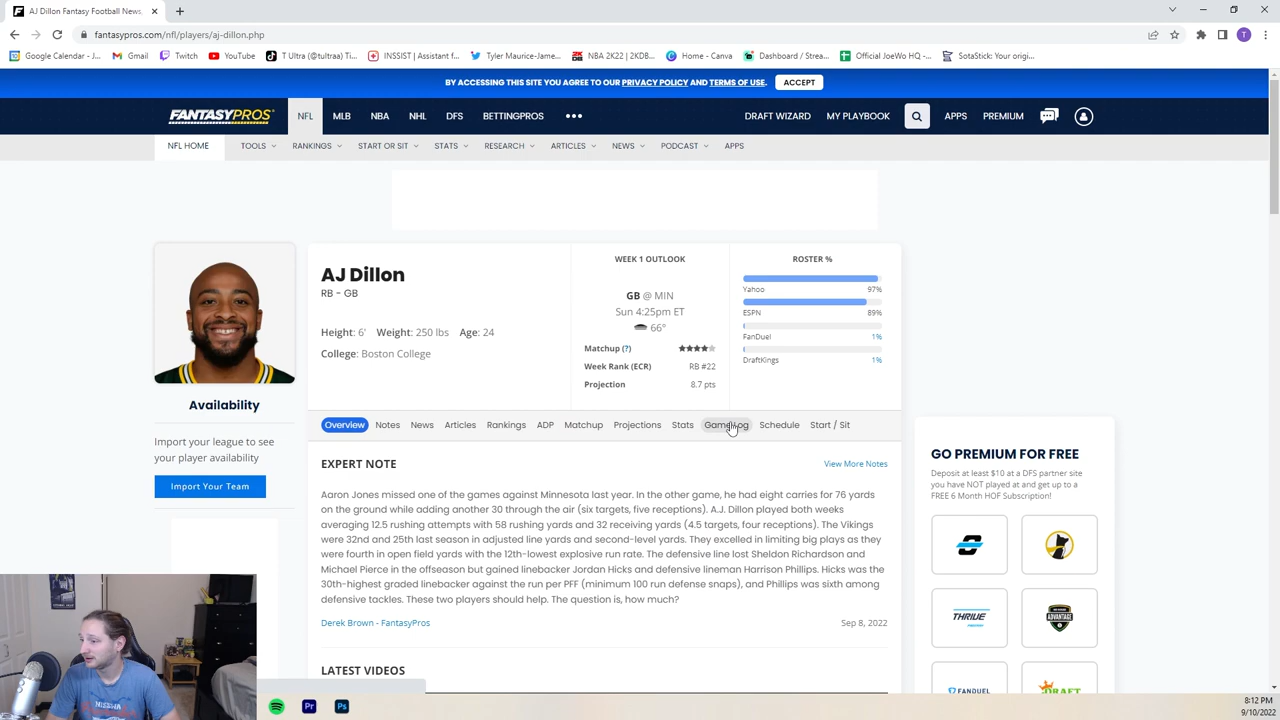 AJ Dillon Fantasy Football News,
fantasypros.com/nfl/players/aj-dillon.php
T
Google Calendar - J...
Gmail
Twitch
YouTube
T Ultra (@tultraa) Ti...
INSSIST | Assistant f...
Tyler Maurice-Jame...
NBA 2K22 | 2KDB...
Home - Canva
Dashboard / Strea...
Official JoeWo HQ -...
SotaStick: Your origi...
BY ACCESSING THIS SITE YOU AGREE TO OUR PRIVACY POLICY AND TERMS OF USE. ACCEPT
FANTASYPROS NFL MLB NBA NHL DFS BETTINGPROS ••• DRAFT WIZARD MY PLAYBOOK APPS PREMIUM
NFL HOME TOOLS RANKINGS START OR SIT STATS RESEARCH ARTICLES NEWS PODCAST APPS
AJ Dillon
RB - GB
Height: 6' Weight: 250 lbs Age: 24
College: Boston College
WEEK 1 OUTLOOK
GB @ MIN
Sun 4:25pm ET
66°
Matchup (?) ★★★★★
Week Rank (ECR) RB #22
Projection 8.7 pts
ROSTER %
Yahoo 97%
ESPN 89%
FanDuel 1%
DraftKings 1%
Availability
Import your league to see
your player availability
Import Your Team
Overview Notes News Articles Rankings ADP Matchup Projections Stats Game Log Schedule Start / Sit
EXPERT NOTE View More Notes
Aaron Jones missed one of the games against Minnesota last year. In the other game, he had eight carries for 76 yards
on the ground while adding another 30 through the air (six targets, five receptions). A.J. Dillon played both weeks
averaging 12.5 rushing attempts with 58 rushing yards and 32 receiving yards (4.5 targets, four receptions). The Vikings
were 32nd and 25th last season in adjusted line yards and second-level yards. They excelled in limiting big plays as they
were fourth in open field yards with the 12th-lowest explosive run rate. The defensive line lost Sheldon Richardson and
Michael Pierce in the offseason but gained linebacker Jordan Hicks and defensive lineman Harrison Phillips. Hicks was the
30th-highest graded linebacker against the run per PFF (minimum 100 run defense snaps), and Phillips was sixth among
defensive tackles. These two players should help. The question is, how much?
Derek Brown - FantasyPros Sep 8, 2022
LATEST VIDEOS
GO PREMIUM FOR FREE
Deposit at least $10 at a DFS partner site
you have NOT played at and get up to a
FREE 6 Month HOF Subscription!
THRIVE
ADVANTAGE
FANDUEL
DRAFT
Pr
Ps
8:12 PM
9/10/2022